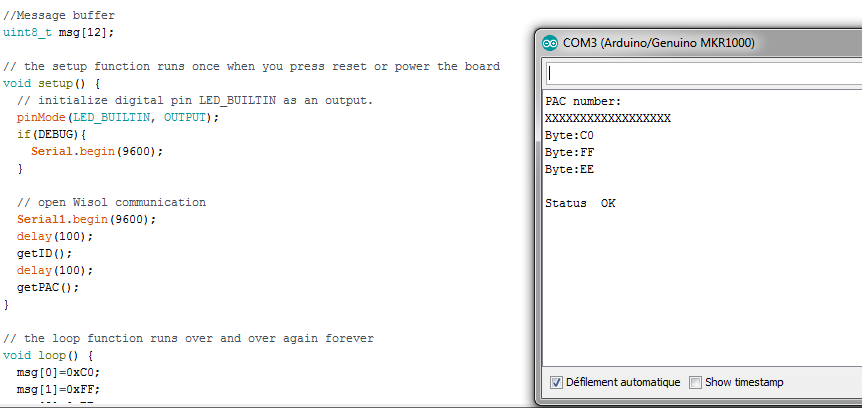 //Message buffer
uint8_t msg[12];

// the setup function runs once when you press reset or power the board
void setup() {
  // initialize digital pin LED_BUILTIN as an output.
  pinMode(LED_BUILTIN, OUTPUT);
  if(DEBUG){
    Serial.begin(9600);
  }

  // open Wisol communication
  Serial1.begin(9600);
  delay(100);
  getID();
  delay(100);
  getPAC();
}

// the loop function runs over and over again forever
void loop() {
  msg[0]=0xC0;
  msg[1]=0xFF;

COM3 (Arduino/Genuino MKR1000)
PAC number:
XXXXXXXXXXXXXXXXXX
Byte:C0
Byte:FF
Byte:EE

Status  OK
Défilement automatique
Show timestamp